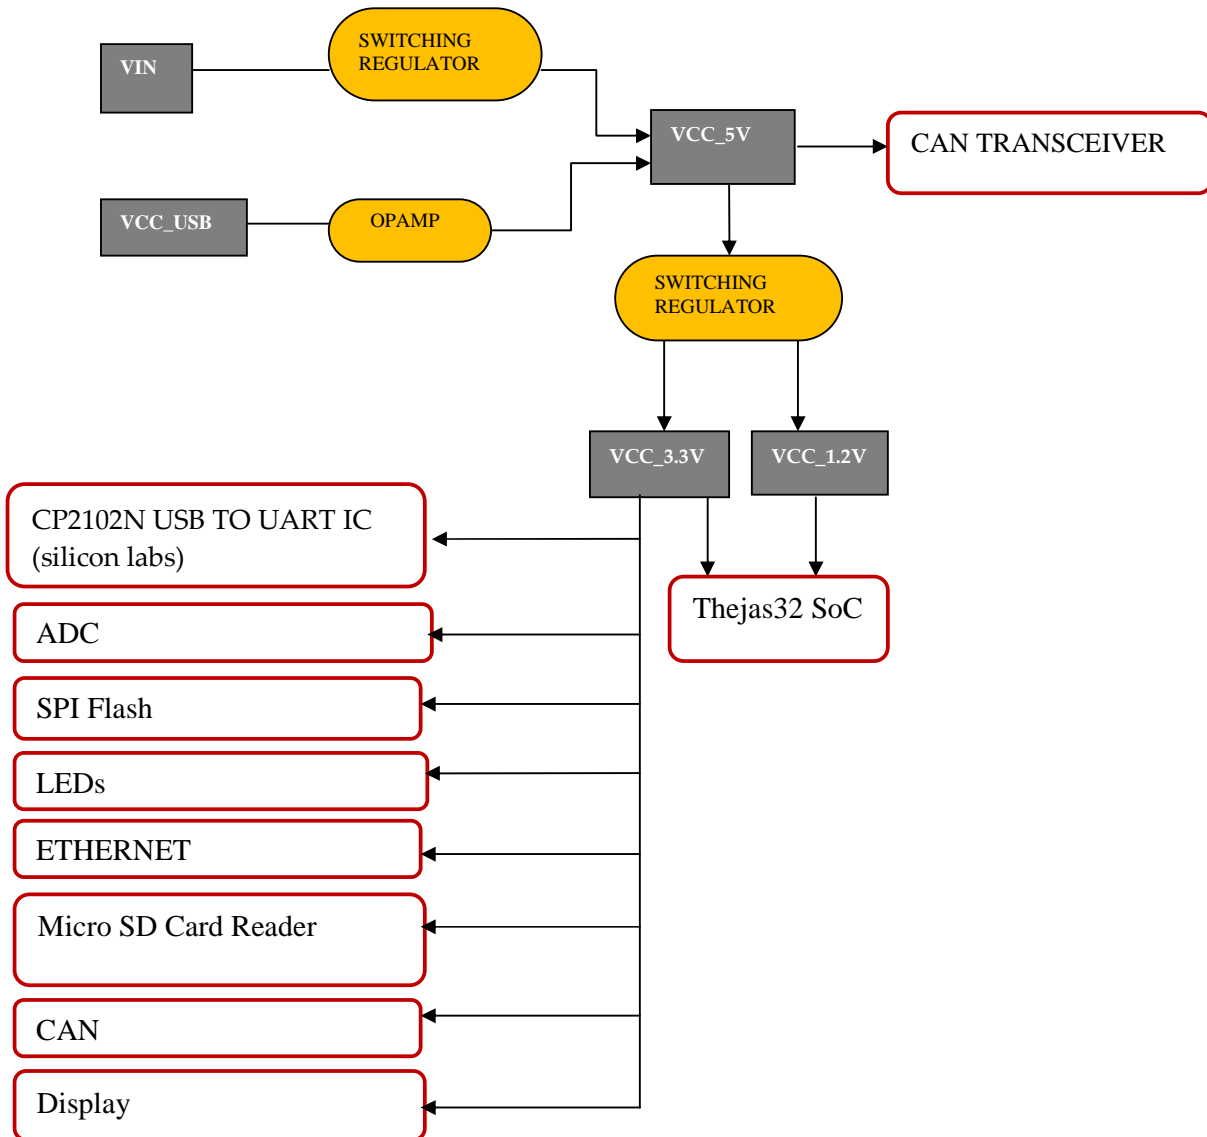 SWITCHING
REGULATOR
VIN
VCC_5V
CAN TRANSCEIVER
VCC_USB
OPAMP
SWITCHING
REGULATOR
VCC_3.3V
VCC_1.2V
CP2102N USB TO UART IC
(silicon labs)
Thejas32 SoC
ADC
SPI Flash
LEDs
ETHERNET
Micro SD Card Reader
CAN
Display